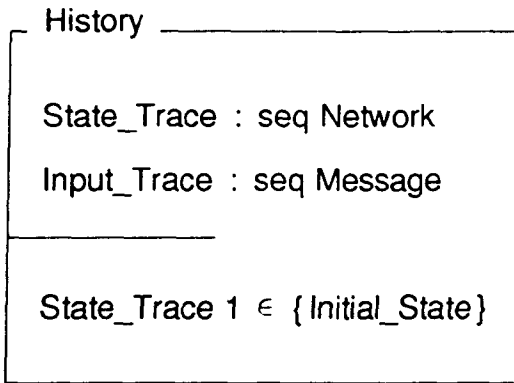 History
State_Trace : seq Network
Input_Trace : seq Message
State_Trace 1 ∈ {Initial_State}